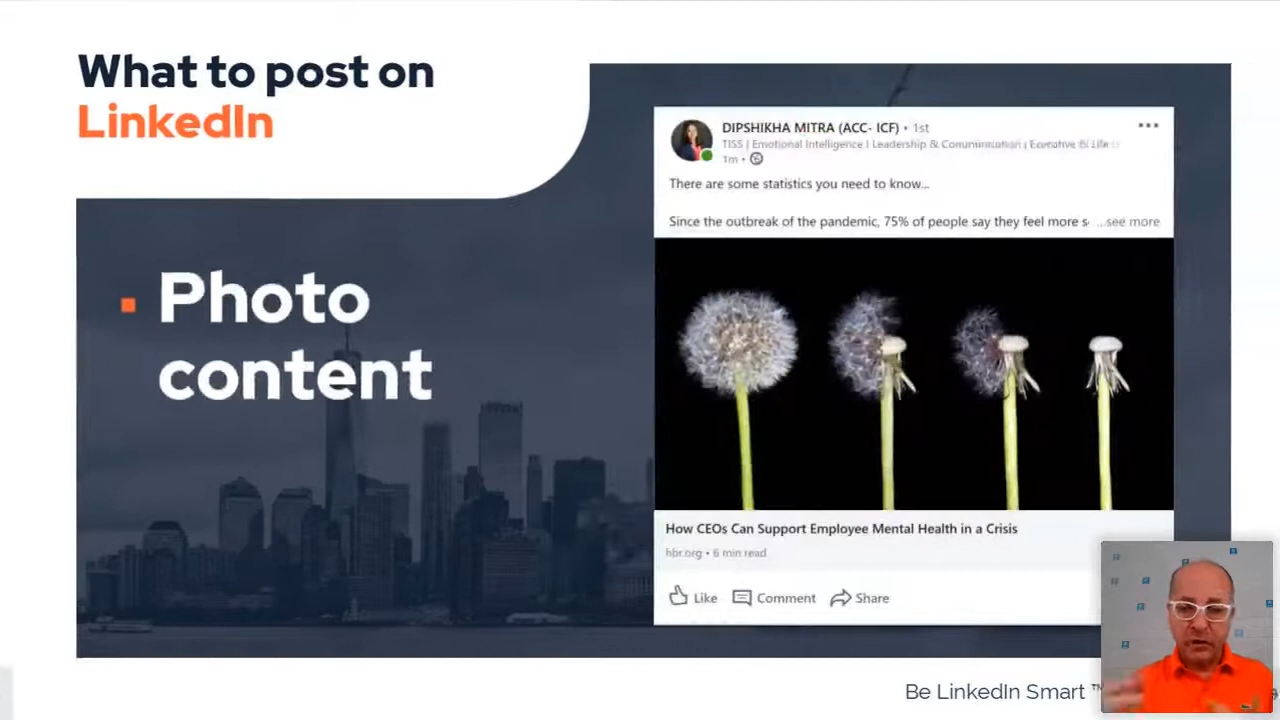 What to post on
LinkedIn
▪ Photo
content
DIPSHIKHA MITRA (ACC- ICF) • 1st
TISS | Emotional Intelligence | Leadership & Communication | Executive & Life
1m •
There are some statistics you need to know...
Since the outbreak of the pandemic, 75% of people say they feel more s ...see more
How CEOs Can Support Employee Mental Health in a Crisis
hbr.org • 6 min read
Like Comment Share
Be LinkedIn Smart ™